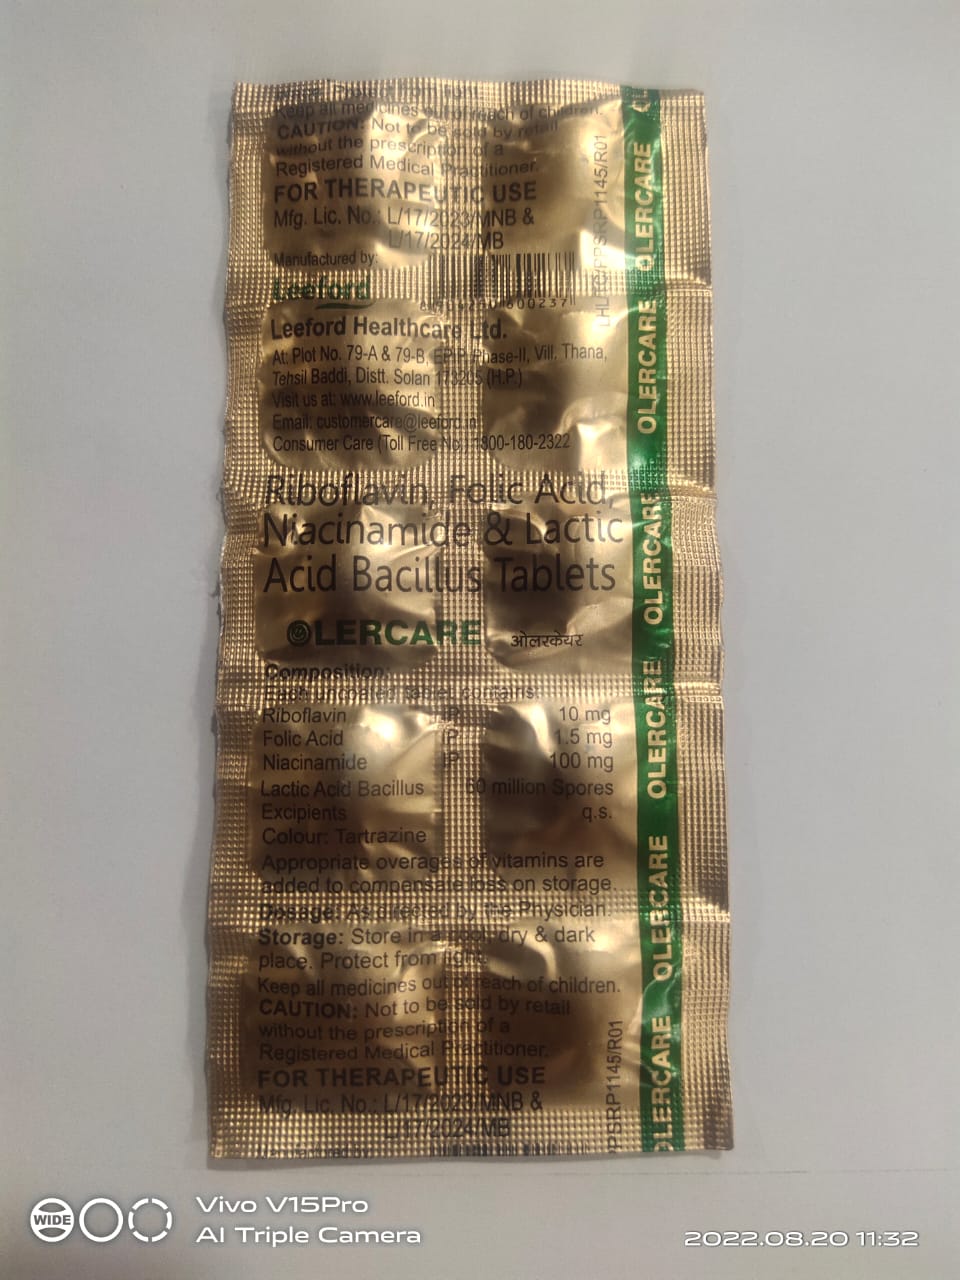 Keep all medicines out of reach of children.
CAUTION: Not to be sold by retail
without the prescription of a
Registered Medical Practitioner.
FOR THERAPEUTIC USE
Mfg. Lic. No.: L/17/2023/MNB &
L/17/2024/MB
Manufactured by:
Leeford
Leeford Healthcare Ltd.
At: Plot No. 79-A & 79-B, EPIP, Phase-II, Vill. Thana,
Tehsil Baddi, Distt. Solan 173205 (H.P.)
Visit us at: www.leeford.in
Email: customercare@leeford.in
Consumer Care (Toll Free No.) 1800-180-2322
Riboflavin, Folic Acid,
Niacinamide & Lactic
Acid Bacillus Tablets
OLERCARE ओलरकेयर
Composition:
Each uncoated tablet contains:
Riboflavin IP 10 mg
Folic Acid IP 1.5 mg
Niacinamide IP 100 mg
Lactic Acid Bacillus 60 million Spores
Excipients q.s.
Colour: Tartrazine
Appropriate overages of vitamins are
added to compensate loss on storage.
Dosage: As directed by the Physician.
Storage: Store in a cool, dry & dark
place. Protect from light.
Keep all medicines out of reach of children.
CAUTION: Not to be sold by retail
without the prescription of a
Registered Medical Practitioner.
FOR THERAPEUTIC USE
Mfg. Lic. No.: L/17/2023/MNB &
L/17/2024/MB
PSRP1145/R01
OLERCARE
OLERCARE
OLERCARE
OLERCARE
OLERCARE
OLERCARE
WIDE
Vivo V15Pro
AI Triple Camera
2022.08.20 11:32